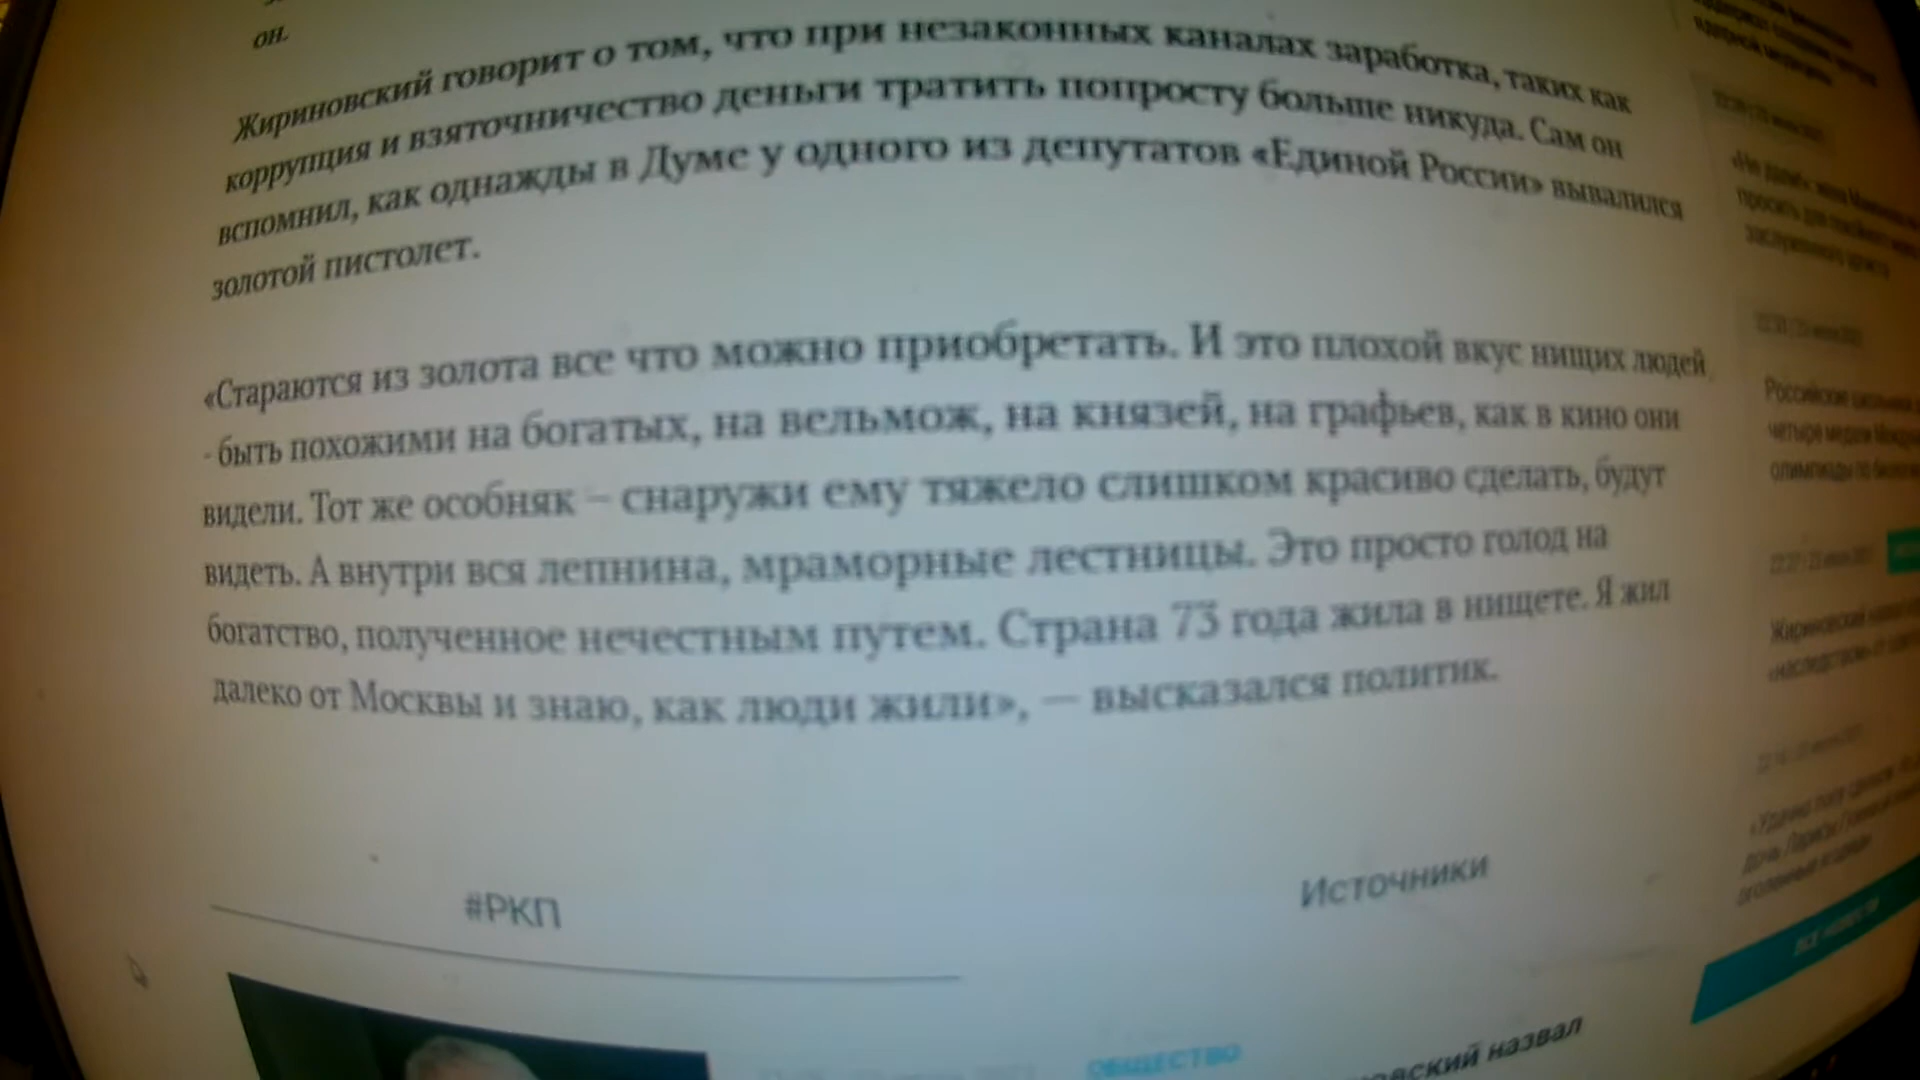 он.
Жириновский говорит о том, что при незаконных каналах заработка, таких как
коррупция и взяточничество деньги тратить попросту больше никуда. Сам он
вспомнил, как однажды в Думе у одного из депутатов «Единой России» вывалился
золотой пистолет.
«Стараются из золота все что можно приобретать. И это плохой вкус нищих людей
- быть похожими на богатых, на вельмож, на князей, на графьев, как в кино они
видели. Тот же особняк – снаружи ему тяжело слишком красиво сделать, будут
видеть. А внутри вся лепнина, мраморные лестницы. Это просто голод на
богатство, полученное нечестным путем. Страна 73 года жила в нищете. Я жил
далеко от Москвы и знаю, как люди жили», — высказался политик.
#РКП
Источники
ОБЩЕСТВО
назвал
Российские
четыре медали
ВСЕ НОВОСТИ